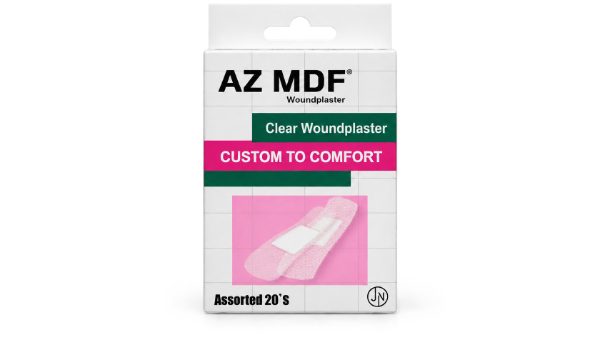 AZ MDF®
Woundplaster
Clear Woundplaster
CUSTOM TO COMFORT
Assorted 20`S
JN